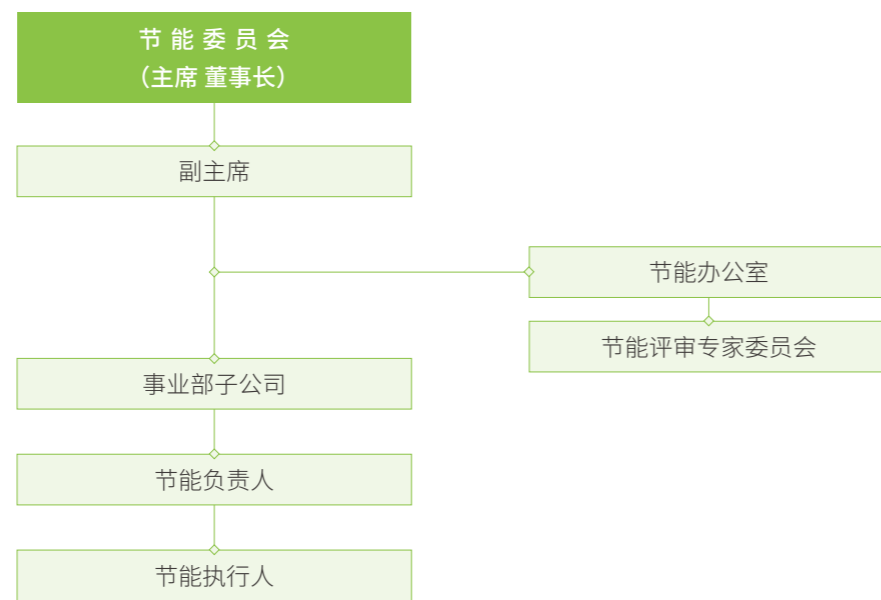 节能委员会
（主席 董事长）
副主席
节能办公室
节能评审专家委员会
事业部子公司
节能负责人
节能执行人